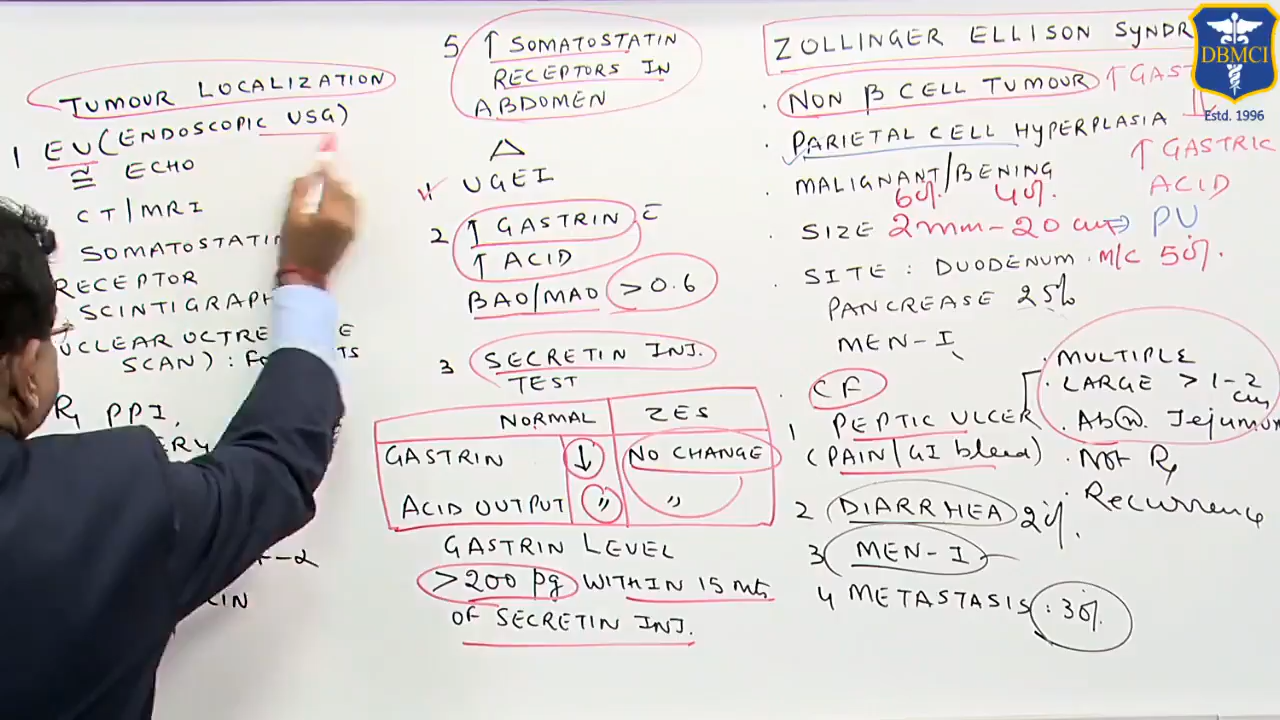 TUMOUR LOCALIZATION
1 EU (ENDOSCOPIC USG)
≅ ECHO
CT/MRI
SOMATOSTATIN
RECEPTOR
SCINTIGRAPH
SCAN) :
R PPI,
5 ↑ SOMATOSTATIN
RECEPTORS IN
ABDOMEN
Δ
1 UGEI
2 ↑ GASTRIN c̄
↑ ACID
BAO/MAO > 0.6
3 SECRETIN INJ.
TEST
NORMAL ZES
GASTRIN ↓ NO CHANGE
ACID OUTPUT " "
GASTRIN LEVEL
>200 pg WITHIN 15 mts
OF SECRETIN INJ.
ZOLLINGER ELLISON SYNDR
. NON β CELL TUMOUR ↑ GAST
. PARIETAL CELL HYPERPLASIA
↑ GASTRIC
ACID
. MALIGNANT/BENING
60%. 40%.
. SIZE 2mm-20 cm ⇒ PU
. SITE : DUODENUM . M/C 50%.
PANCREASE 25%
MEN-I
. CF
1 PEPTIC ULCER
(PAIN/GI bleed)
. MULTIPLE
. LARGE > 1-2
cm
. Ab(n). Jejunum
. Not R
Recurrence
2 DIARRHEA 2%.
3 MEN-I
4 METASTASIS : 30%.
DBMCI
Estd. 1996